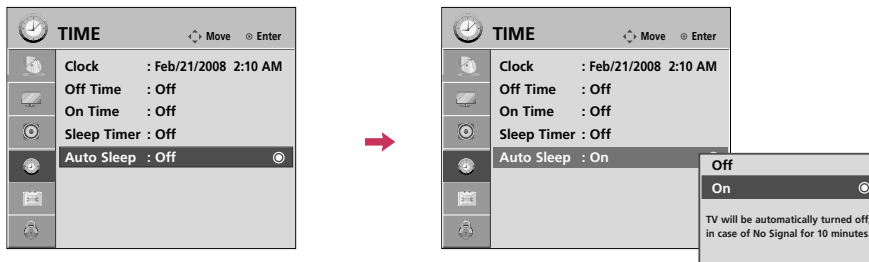 TIME Move Enter
Clock : Feb/21/2008 2:10 AM
Off Time : Off
On Time : Off
Sleep Timer : Off
Auto Sleep : Off
TIME Move Enter
Clock : Feb/21/2008 2:10 AM
Off Time : Off
On Time : Off
Sleep Timer : Off
Auto Sleep : On
Off
On
TV will be automatically turned off,
in case of No Signal for 10 minutes.